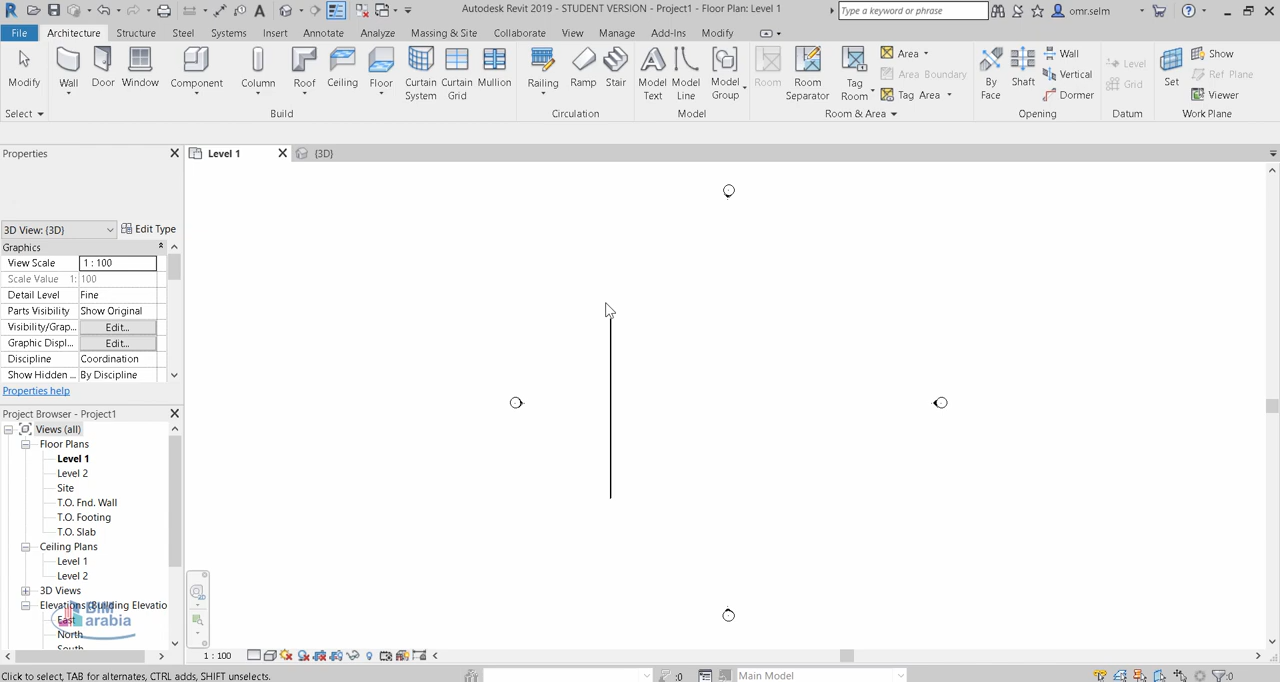 Autodesk Revit 2019 - STUDENT VERSION - Project1 - Floor Plan: Level 1
Type a keyword or phrase
omr.selm
File Architecture Structure Steel Systems Insert Annotate Analyze Massing & Site Collaborate View Manage Add-Ins Modify
Modify Wall Door Window Component Column Roof Ceiling Floor Curtain System Curtain Grid Mullion Railing Ramp Stair Model Text Model Line Model Group Room Room Separator Tag Room
Area
Area Boundary
Tag Area
By Face Shaft
Wall
Vertical
Dormer
Level
Grid
Set
Show
Ref Plane
Viewer
Select Build Circulation Model Room & Area Opening Datum Work Plane
Properties
Level 1 {3D}
3D View: {3D} Edit Type
Graphics
View Scale 1 : 100
Scale Value 1: 100
Detail Level Fine
Parts Visibility Show Original
Visibility/Grap... Edit...
Graphic Displ... Edit...
Discipline Coordination
Show Hidden ... By Discipline
Properties help
Project Browser - Project1
Views (all)
Floor Plans
Level 1
Level 2
Site
T.O. Fnd. Wall
T.O. Footing
T.O. Slab
Ceiling Plans
Level 1
Level 2
3D Views
Elevations (Building Elevatio
East
North
South
BIM
arabia
1 : 100
Click to select, TAB for alternates, CTRL adds, SHIFT unselects.
:0
Main Model
:0